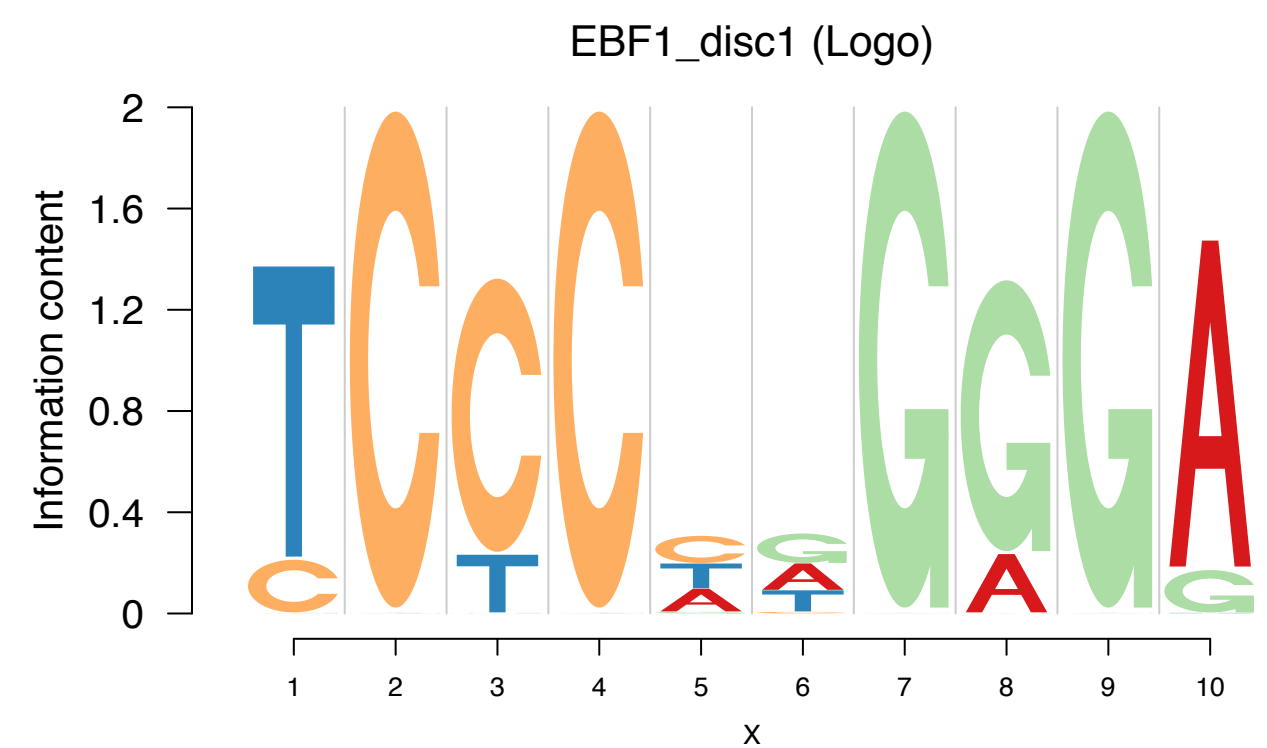 EBF1_disc1 (Logo)
Information content
2
1.6
1.2
0.8
0.4
0
T C C C C G G G G A
C T T A A G
A T
1 2 3 4 5 6 7 8 9 10
x